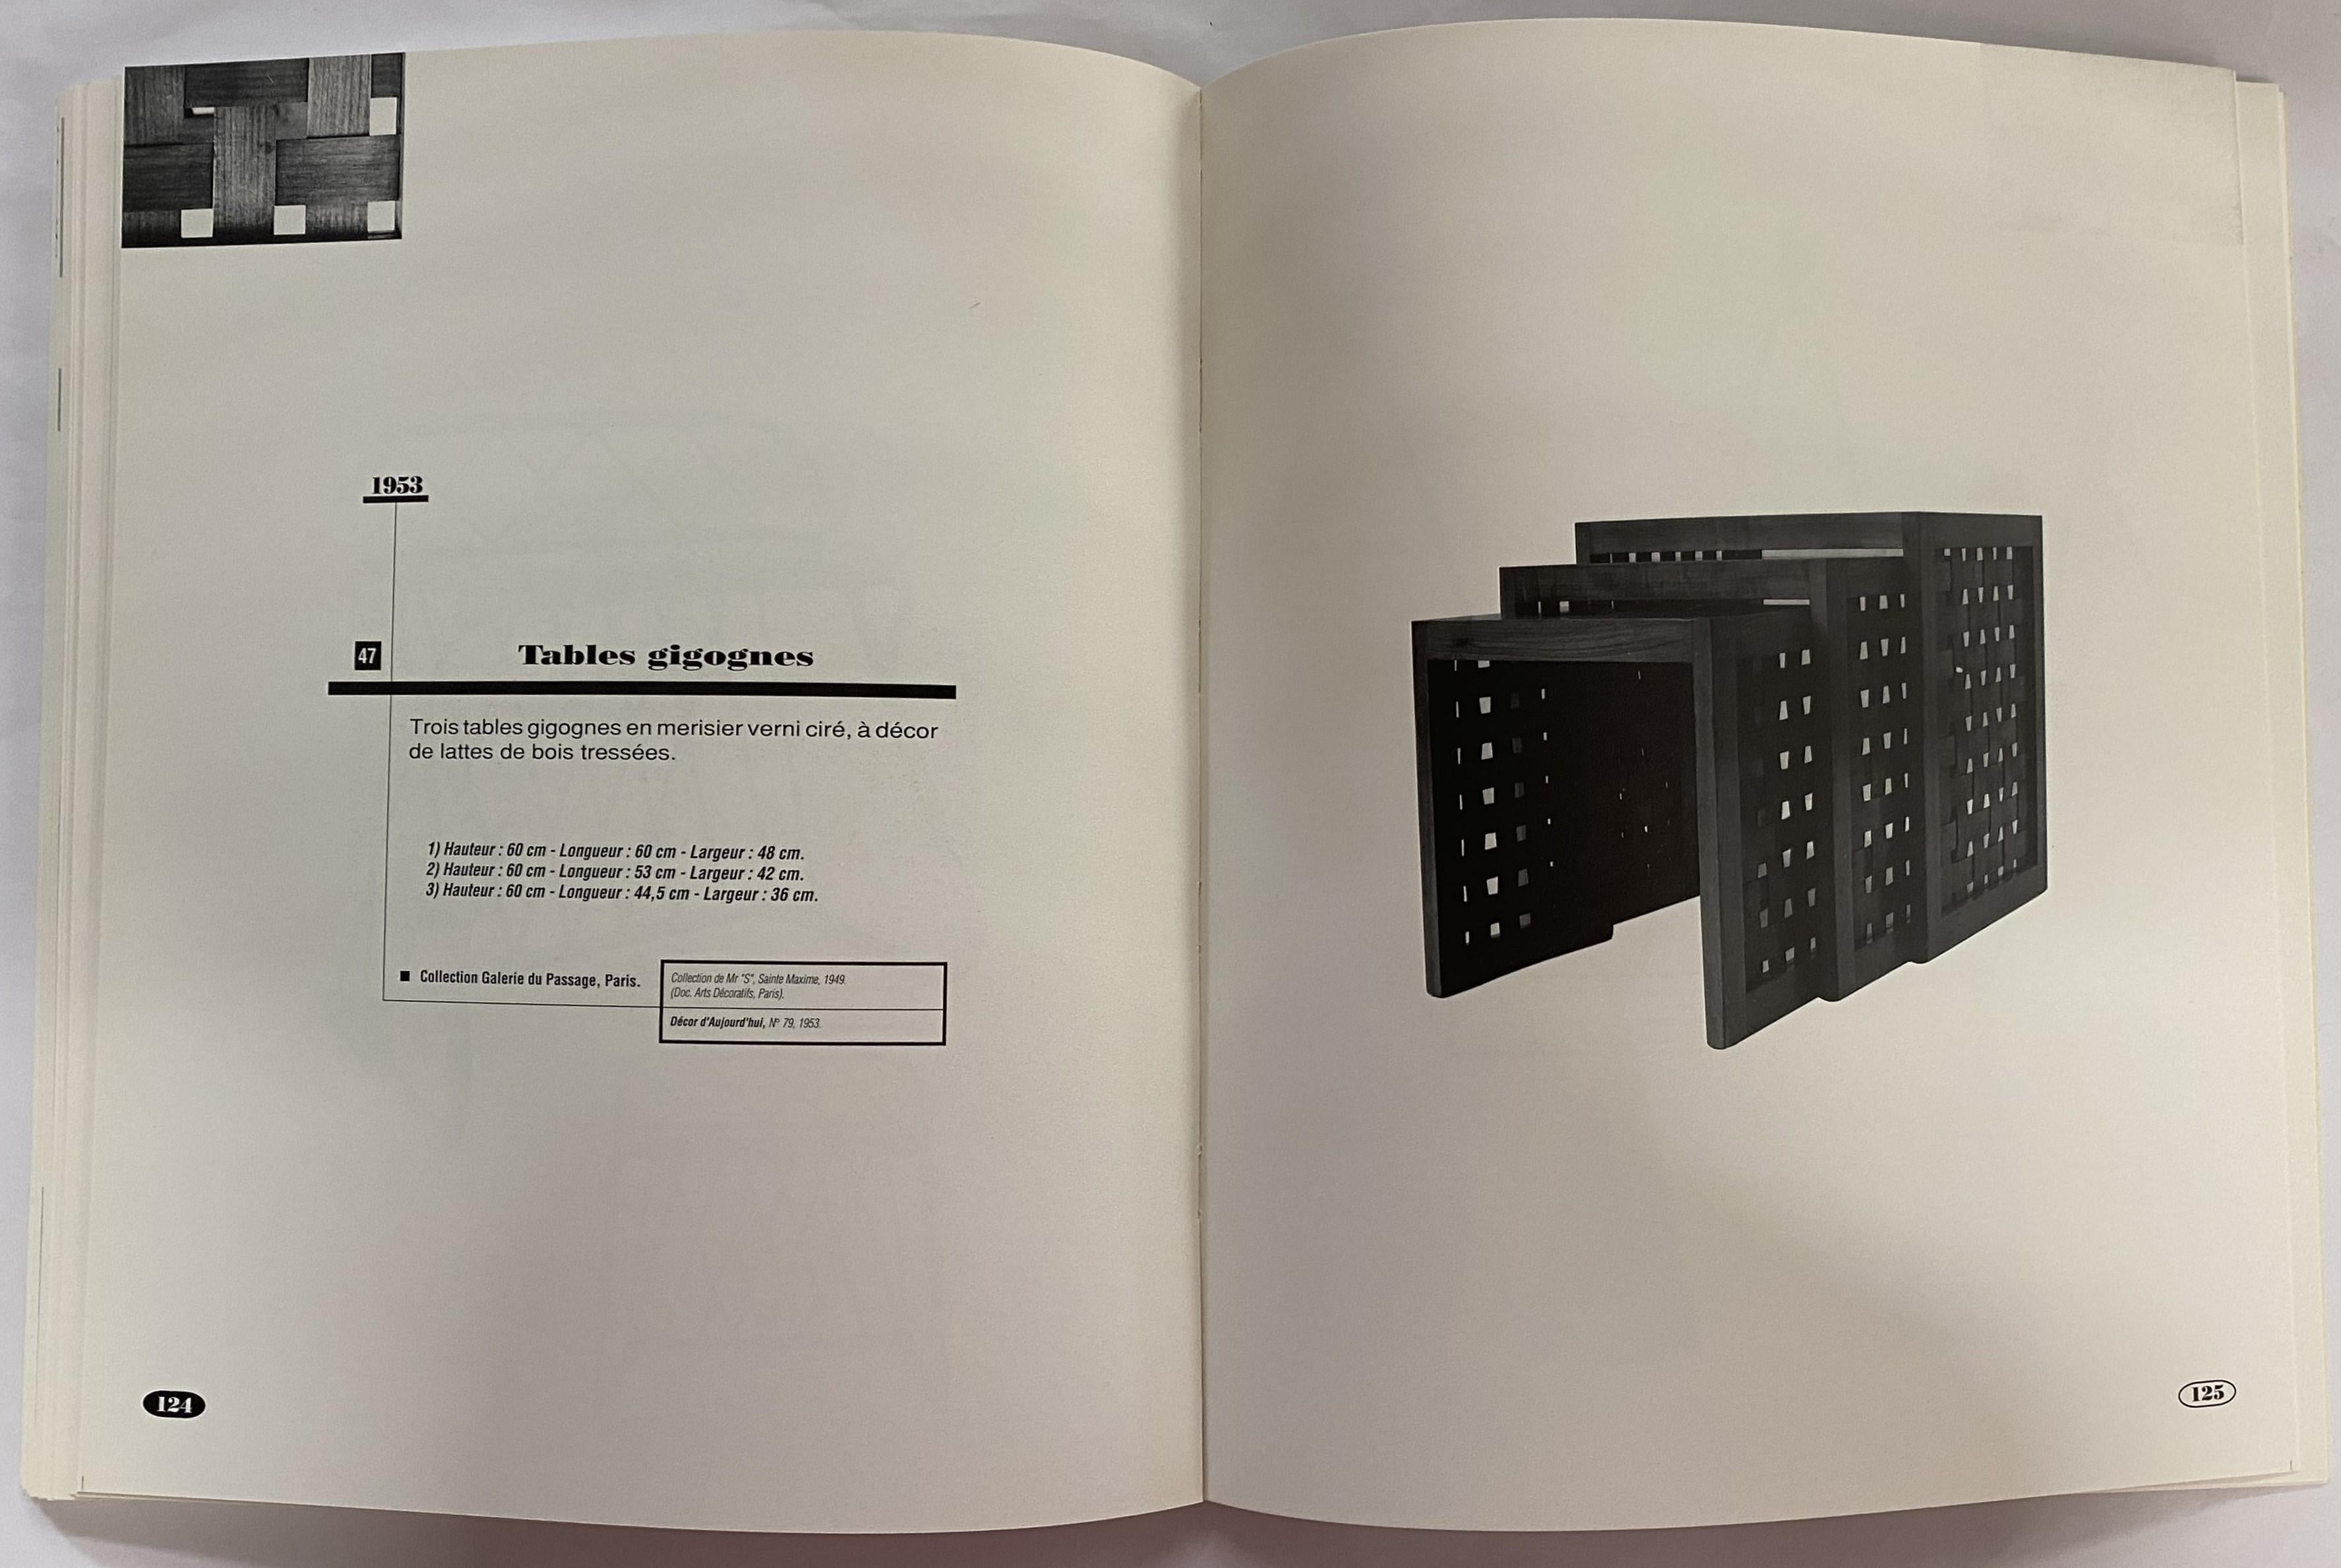 1953
47
Tables gigognes
Trois tables gigognes en merisier verni ciré, à décor
de lattes de bois tressées.
1) Hauteur : 60 cm - Longueur : 60 cm - Largeur : 48 cm.
2) Hauteur : 60 cm - Longueur : 53 cm - Largeur : 42 cm.
3) Hauteur : 60 cm - Longueur : 44,5 cm - Largeur : 36 cm.
■ Collection Galerie du Passage, Paris.
Collection de Mr "S", Sainte Maxime, 1949.
(Doc. Arts Décoratifs, Paris).
Décor d'Aujourd'hui, N° 79, 1953.
124
125